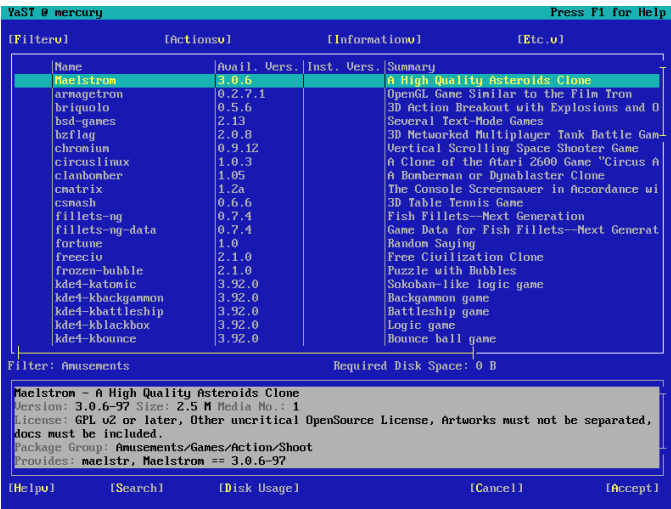 YaST @ mercury Press F1 for Help
[Filter↓] [Actions↓] [Information↓] [Etc.↓]
Name |Avail. Vers.|Inst. Vers.|Summary
Maelstrom 3.0.6 A High Quality Asteroids Clone
armagetron 0.2.7.1 OpenGL Game Similar to the Film Tron
briquolo 0.5.6 3D Action Breakout with Explosions and O
bsd-games 2.13 Several Text-Mode Games
bzflag 2.0.8 3D Networked Multiplayer Tank Battle Gam
chromium 0.9.12 Vertical Scrolling Space Shooter Game
circuslinux 1.0.3 A Clone of the Atari 2600 Game "Circus A
clanbomber 1.05 A Bomberman or Dynablaster Clone
cmatrix 1.2a The Console Screensaver in Accordance wi
csmash 0.6.6 3D Table Tennis Game
fillets-ng 0.7.4 Fish Fillets--Next Generation
fillets-ng-data 0.7.4 Game Data for Fish Fillets--Next Generat
fortune 1.0 Random Saying
freeciv 2.1.0 Free Civilization Clone
frozen-bubble 2.1.0 Puzzle with Bubbles
kde4-katomic 3.92.0 Sokoban-like logic game
kde4-kbackgammon 3.92.0 Backgammon game
kde4-kbattleship 3.92.0 Battleship game
kde4-kblackbox 3.92.0 Logic game
kde4-kbounce 3.92.0 Bounce ball game
Filter: Amusements Required Disk Space: 0 B
Maelstrom - A High Quality Asteroids Clone
Version: 3.0.6-97 Size: 2.5 M Media No.: 1
License: GPL v2 or later, Other uncritical OpenSource License, Artworks must not be separated,
docs must be included.
Package Group: Amusements/Games/Action/Shoot
Provides: maelstr, Maelstrom == 3.0.6-97
[Help↓] [Search] [Disk Usage] [Cancel] [Accept]